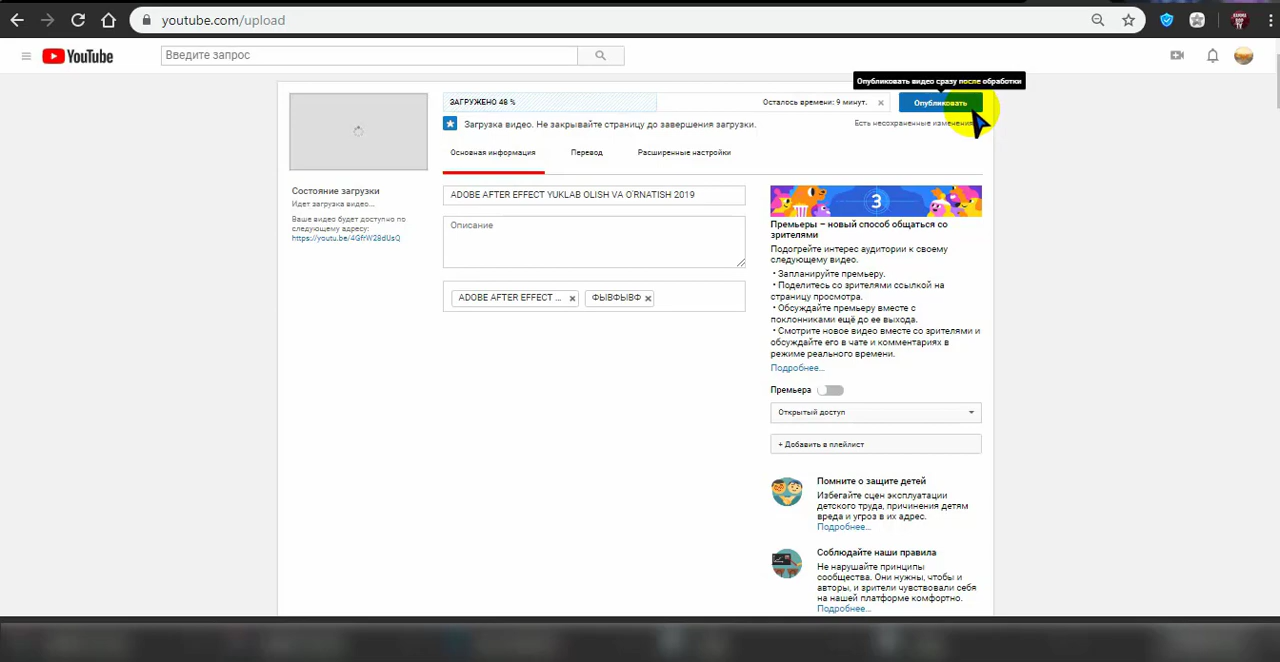 youtube.com/upload
YouTube
Введите запрос
Опубликовать видео сразу после обработки
ЗАГРУЖЕНО 48 %
Осталось времени: 9 минут.
Опубликовать
Загрузка видео. Не закрывайте страницу до завершения загрузки.
Есть несохраненные изменения
Основная информация
Перевод
Расширенные настройки
Состояние загрузки
Идет загрузка видео...
Ваше видео будет доступно по
следующему адресу:
https://youtu.be/4GfrW28dUsQ
ADOBE AFTER EFFECT YUKLAB OLISH VA O'RNATISH 2019
Описание
ADOBE AFTER EFFECT ...
ФЫВФЫВФ
3
Премьеры – новый способ общаться со
зрителями
Подогрейте интерес аудитории к своему
следующему видео.
• Запланируйте премьеру.
• Поделитесь со зрителями ссылкой на
страницу просмотра.
• Обсуждайте премьеру вместе с
поклонниками ещё до ее выхода.
• Смотрите новое видео вместе со зрителями и
обсуждайте его в чате и комментариях в
режиме реального времени.
Подробнее...
Премьера
Открытый доступ
+ Добавить в плейлист
Помните о защите детей
Избегайте сцен эксплуатации
детского труда, причинения детям
вреда и угроз в их адрес.
Подробнее...
Соблюдайте наши правила
Не нарушайте принципы
сообщества. Они нужны, чтобы и
авторы, и зрители чувствовали себя
на нашей платформе комфортно.
Подробнее...